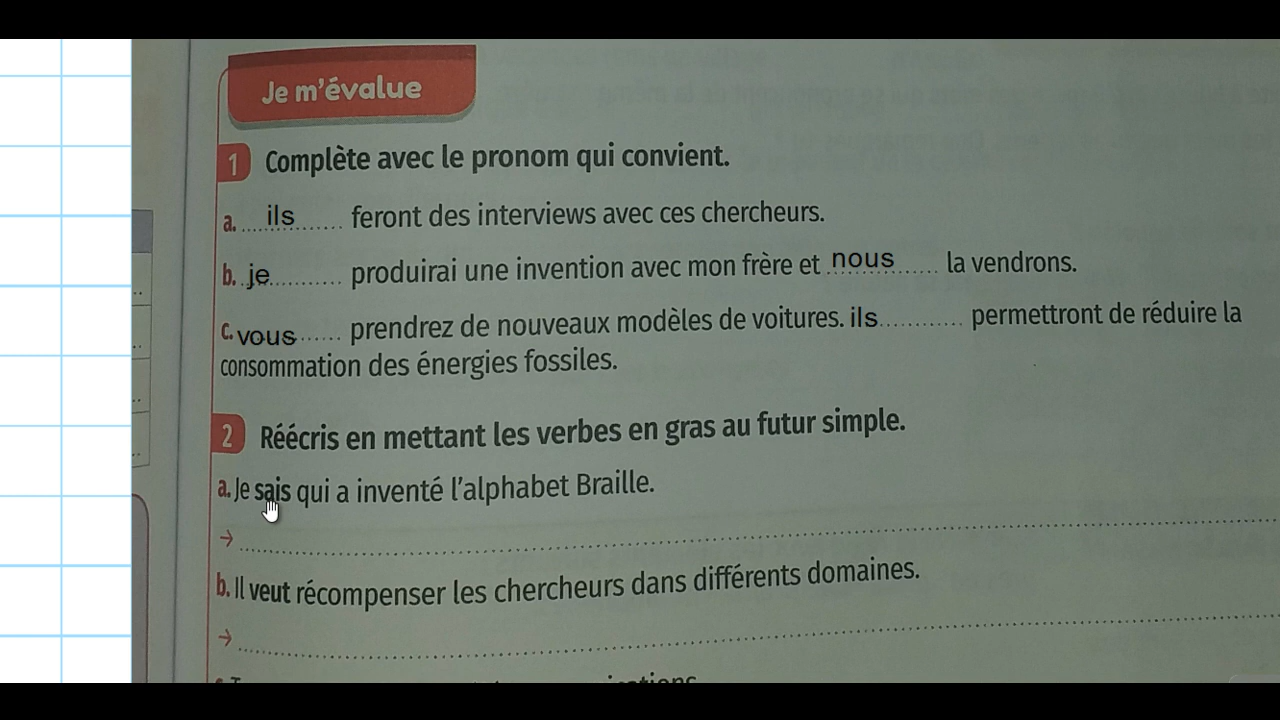 Je m'évalue
1 Complète avec le pronom qui convient.
a. ils feront des interviews avec ces chercheurs.
b. je produirai une invention avec mon frère et nous la vendrons.
c. vous prendrez de nouveaux modèles de voitures. ils permettront de réduire la
consommation des énergies fossiles.
2 Réécris en mettant les verbes en gras au futur simple.
a. Je sais qui a inventé l'alphabet Braille.
→
b. Il veut récompenser les chercheurs dans différents domaines.
→